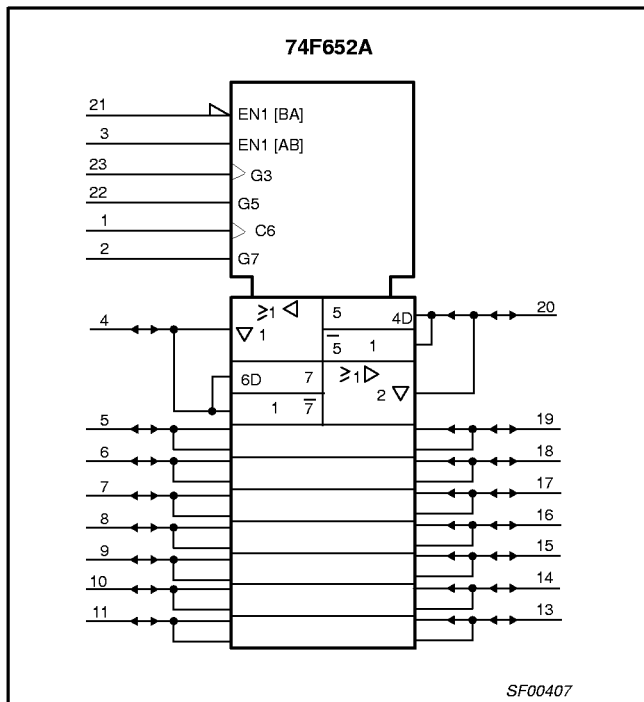 74F652A
21 EN1 [BA]
3 EN1 [AB]
23 G3
22 G5
1 C6
2 G7
4 ≥1 5 4D 20
1 5̅ 1
6D 7 ≥1
1 7̅ 2
5 19
6 18
7 17
8 16
9 15
10 14
11 13
SF00407